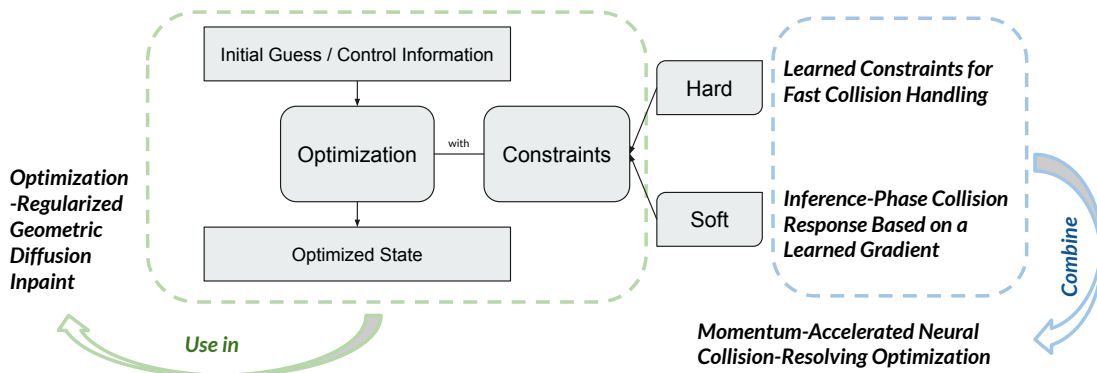 Initial Guess / Control Information
Optimization
with
Constraints
Optimized State
Hard
Soft
Learned Constraints for
Fast Collision Handling
Inference-Phase Collision
Response Based on a
Learned Gradient
Optimization
-Regularized
Geometric
Diffusion
Inpaint
Use in
Combine
Momentum-Accelerated Neural
Collision-Resolving Optimization